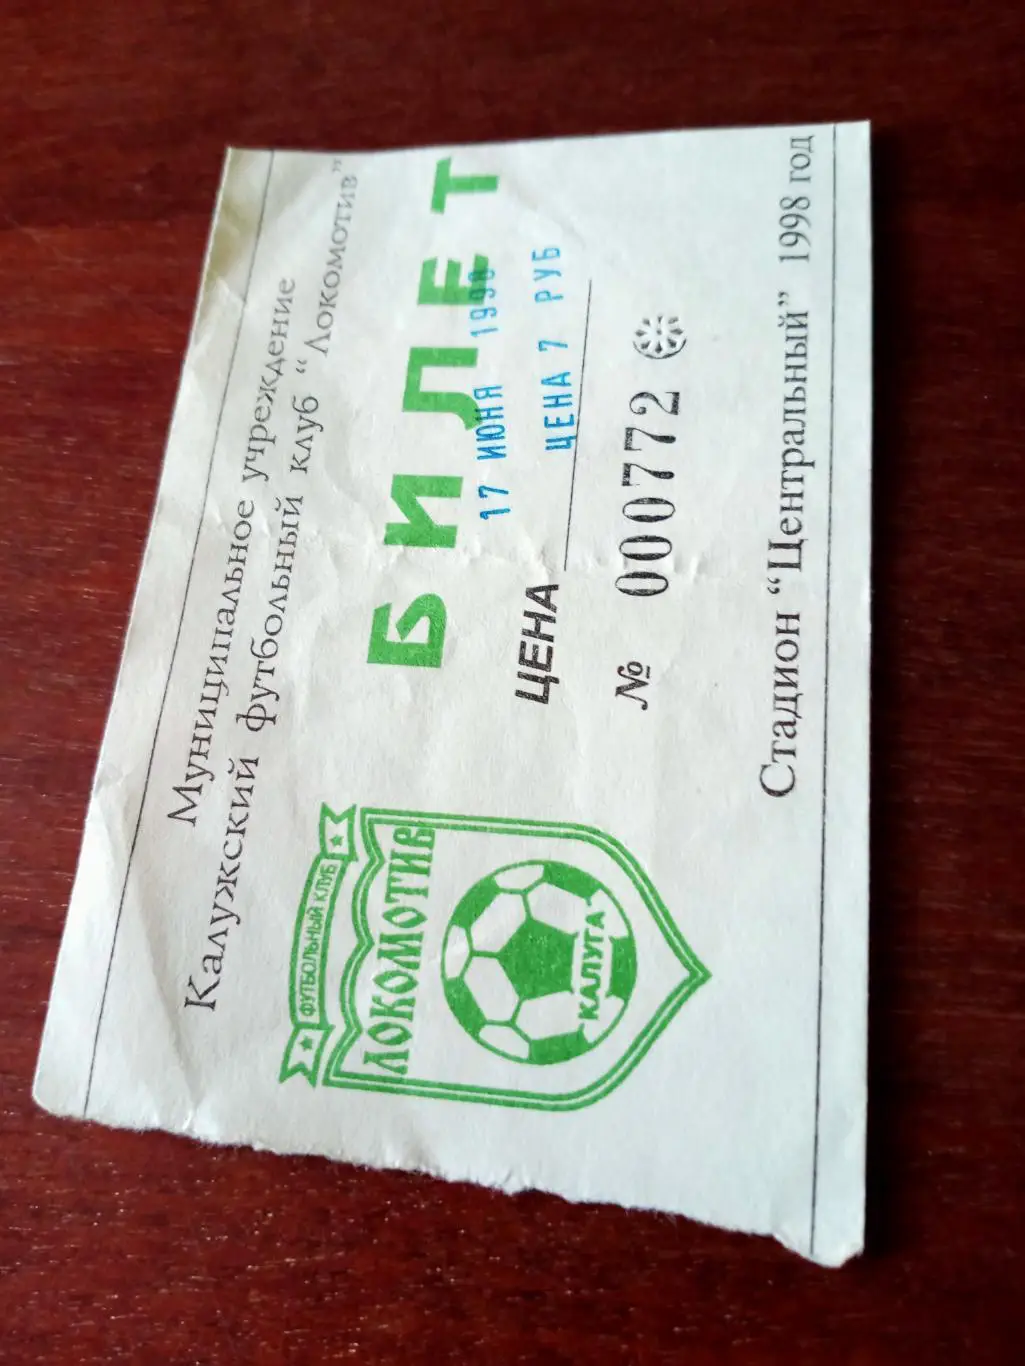 Муниципальное учреждение
Калужский футбольный клуб "Локомотив"
БИЛЕТ
17 ИЮНЯ 1998
ЦЕНА 7 РУБ
ЦЕНА
№ 000772
Стадион "Центральный" 1998 год
ФУТБОЛЬНЫЙ КЛУБ
ЛОКОМОТИВ
КАЛУГА